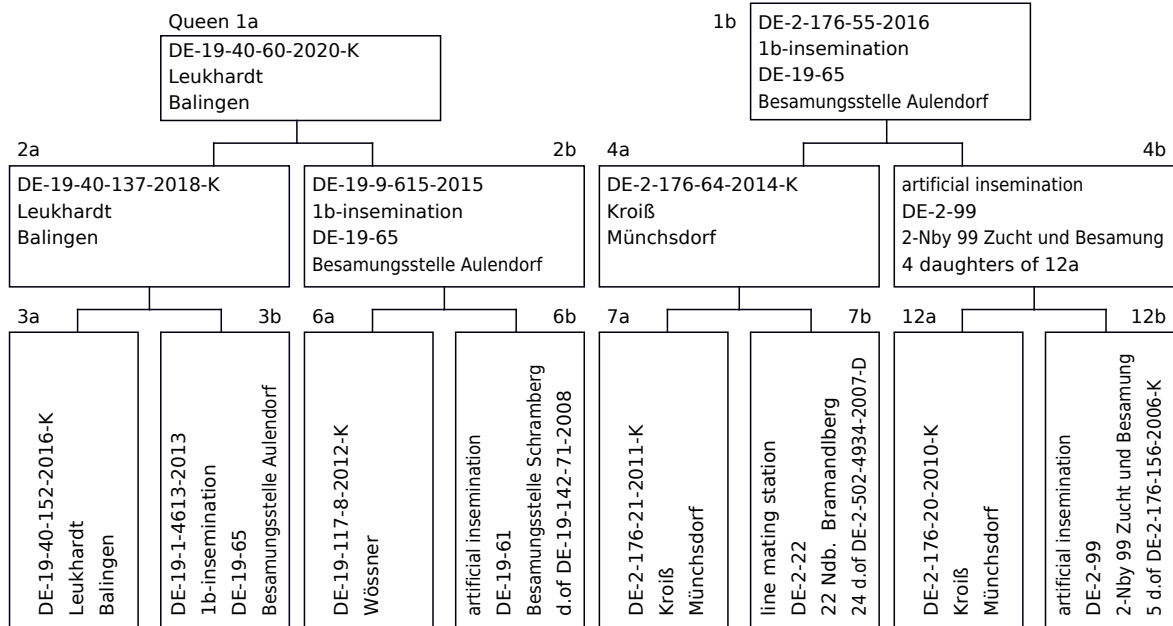 Queen 1a
DE-19-40-60-2020-K
Leukhardt
Balingen
1b
DE-2-176-55-2016
1b-insemination
DE-19-65
Besamungsstelle Aulendorf
2a
DE-19-40-137-2018-K
Leukhardt
Balingen
2b
DE-19-9-615-2015
1b-insemination
DE-19-65
Besamungsstelle Aulendorf
4a
DE-2-176-64-2014-K
Kroiß
Münchsdorf
4b
artificial insemination
DE-2-99
2-Nby 99 Zucht und Besamung
4 daughters of 12a
3a
DE-19-40-152-2016-K
Leukhardt
Balingen
3b
DE-19-1-4613-2013
1b-insemination
DE-19-65
Besamungsstelle Aulendorf
6a
DE-19-117-8-2012-K
Wössner
6b
artificial insemination
DE-19-61
Besamungsstelle Schramberg
d.of DE-19-142-71-2008
7a
DE-2-176-21-2011-K
Kroiß
Münchsdorf
7b
line mating station
DE-2-22
22 Ndb. Bramandlberg
24 d.of DE-2-502-4934-2007-D
12a
DE-2-176-20-2010-K
Kroiß
Münchsdorf
12b
artificial insemination
DE-2-99
2-Nby 99 Zucht und Besamung
5 d.of DE-2-176-156-2006-K